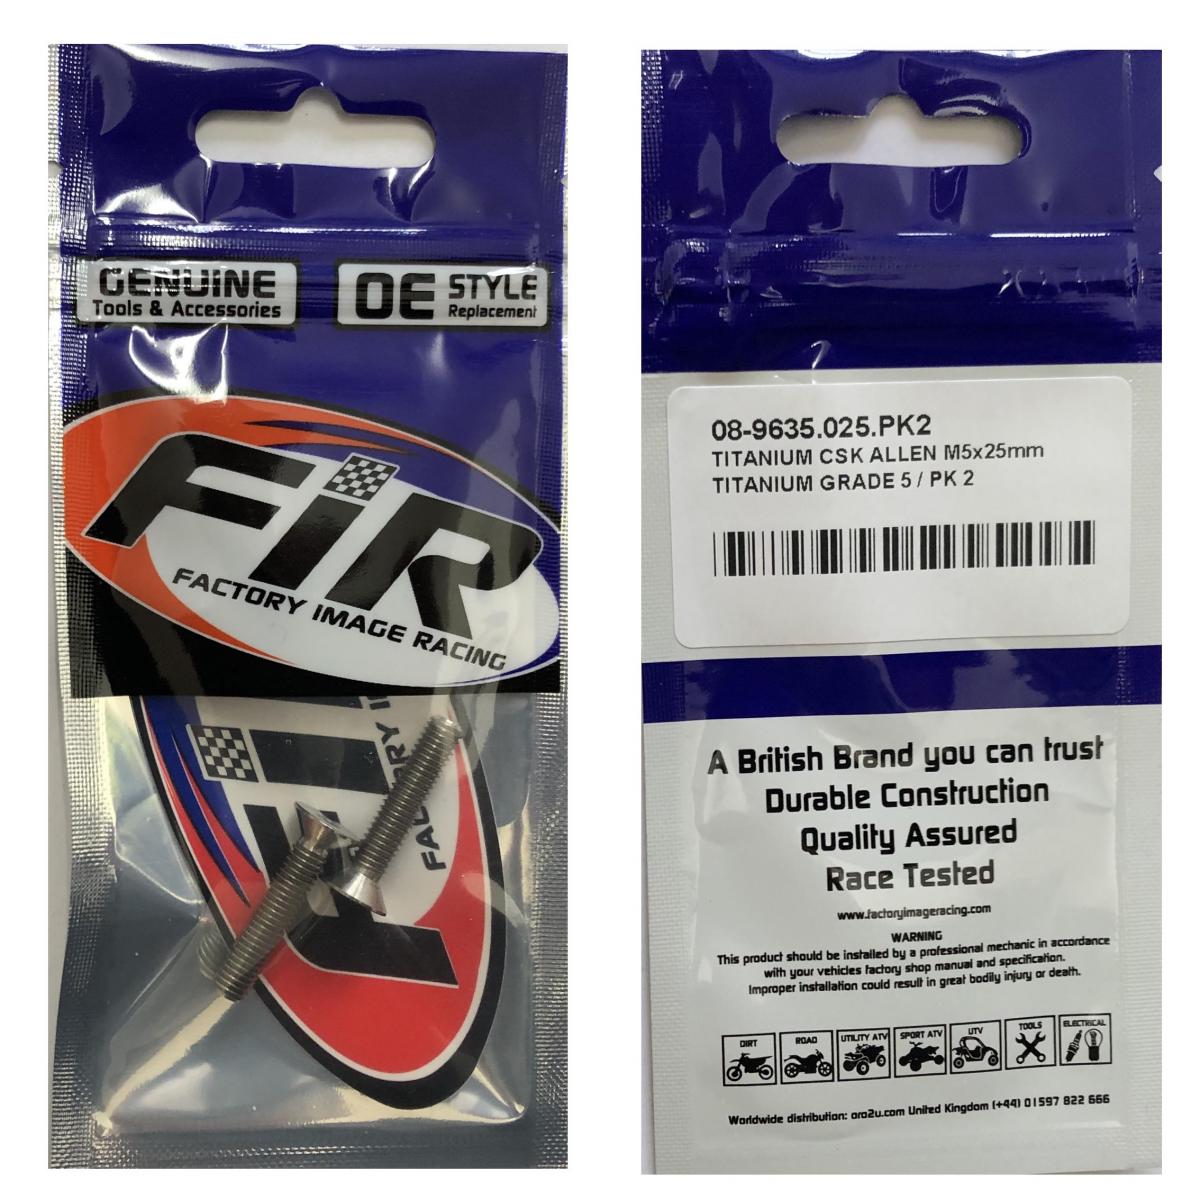 GENUINE
Tools & Accessories
OE STYLE
Replacement
FiR
FACTORY IMAGE RACING
FACTORY I
08-9635.025.PK2
TITANIUM CSK ALLEN M5x25mm
TITANIUM GRADE 5 / PK 2
A British Brand you can trust
Durable Construction
Quality Assured
Race Tested
www.factoryimageracing.com
WARNING
This product should be installed by a professional mechanic in accordance
with your vehicles factory shop manual and specification.
Improper installation could result in great bodily injury or death.
DIRT ROAD UTILITY ATV SPORT ATV UTV TOOLS ELECTRICAL
Worldwide distribution: oro2u.com United Kingdom (+44) 01597 822 666